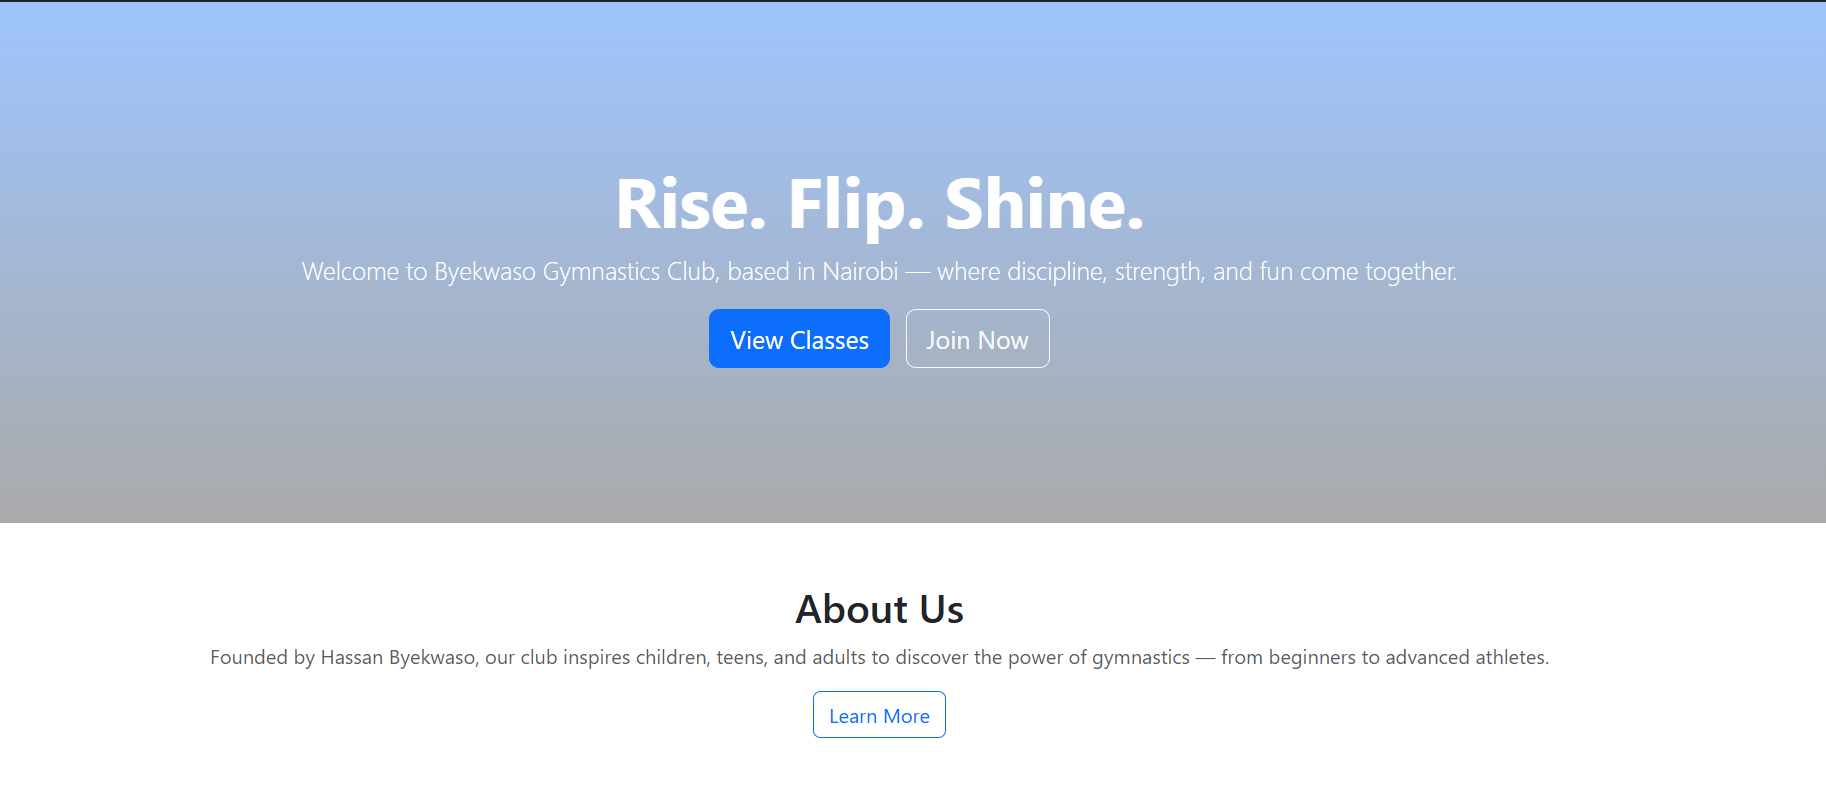 Rise. Flip. Shine.
Welcome to Byekwaso Gymnastics Club, based in Nairobi — where discipline, strength, and fun come together.
View Classes Join Now
About Us
Founded by Hassan Byekwaso, our club inspires children, teens, and adults to discover the power of gymnastics — from beginners to advanced athletes.
Learn More